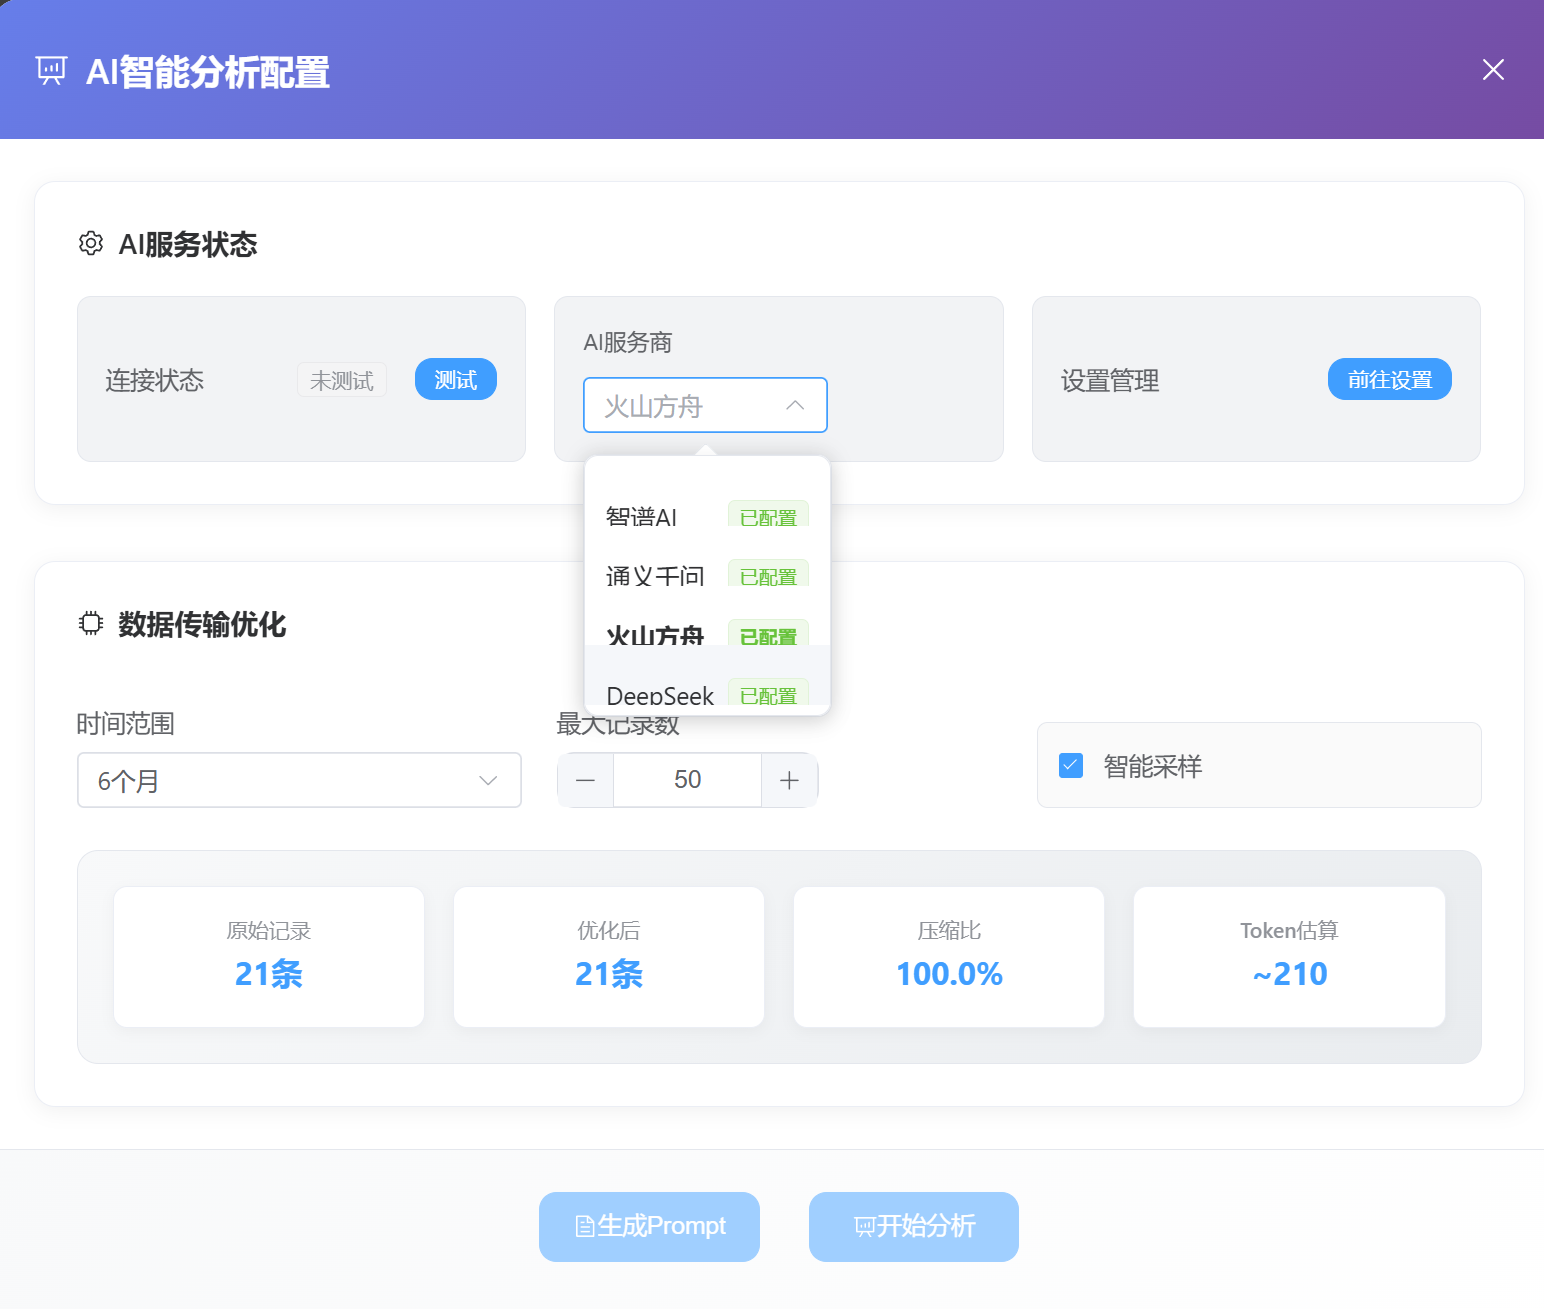 AI智能分析配置
AI服务状态
连接状态
未测试
测试
AI服务商
火山方舟
设置管理
前往设置
智谱AI 已配置
通义千问 已配置
火山方舟 已配置
DeepSeek 已配置
数据传输优化
时间范围
6个月
最大记录数
50
智能采样
原始记录
21条
优化后
21条
压缩比
100.0%
Token估算
~210
生成Prompt
开始分析